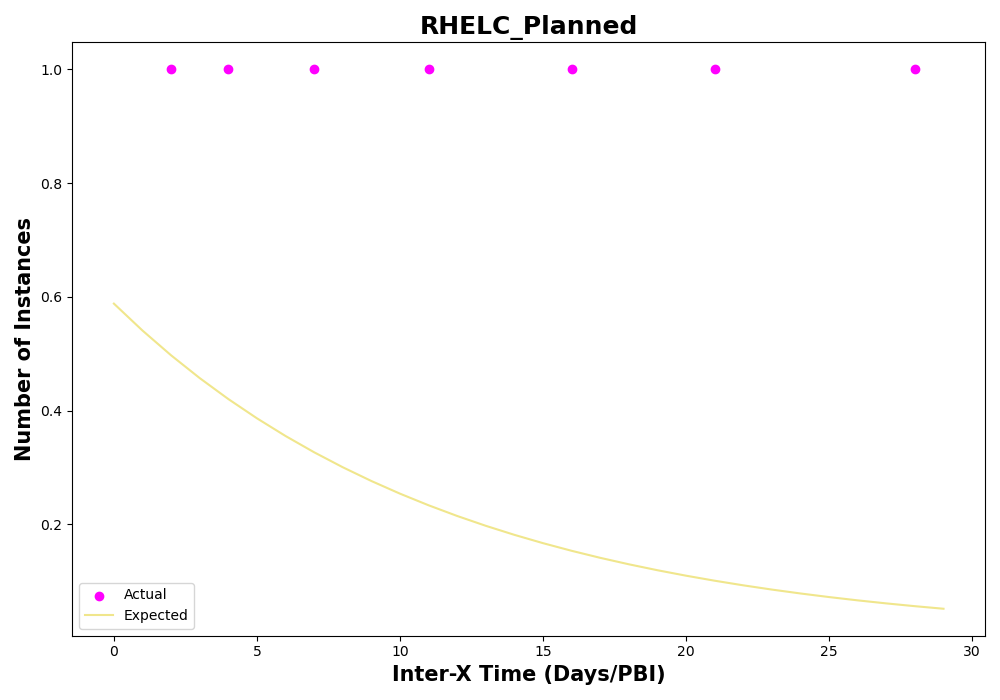 RHELC_Planned
Number of Instances
1.0
0.8
0.6
0.4
0.2
Actual
Expected
0 5 10 15 20 25 30
Inter-X Time (Days/PBI)